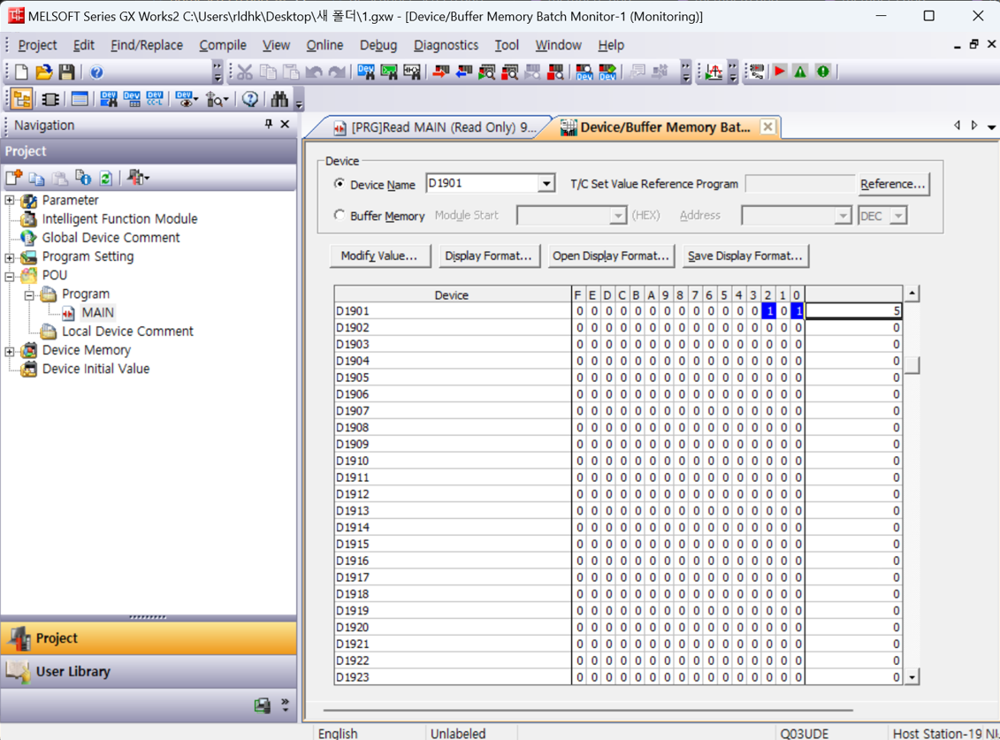 MELSOFT Series GX Works2 C:\Users\rldhk\Desktop\새 폴더\1.gxw - [Device/Buffer Memory Batch Monitor-1 (Monitoring)]
Project Edit Find/Replace Compile View Online Debug Diagnostics Tool Window Help
Navigation
Project
Parameter
Intelligent Function Module
Global Device Comment
Program Setting
POU
Program
MAIN
Local Device Comment
Device Memory
Device Initial Value
Project
User Library
[PRG]Read MAIN (Read Only) 9... Device/Buffer Memory Bat...
Device
Device Name D1901 T/C Set Value Reference Program Reference...
Buffer Memory Module Start (HEX) Address DEC
Modify Value... Display Format... Open Display Format... Save Display Format...
Device F E D C B A 9 8 7 6 5 4 3 2 1 0
D1901 0 0 0 0 0 0 0 0 0 0 0 0 0 1 0 1 5
D1902 0 0 0 0 0 0 0 0 0 0 0 0 0 0 0 0 0
D1903 0 0 0 0 0 0 0 0 0 0 0 0 0 0 0 0 0
D1904 0 0 0 0 0 0 0 0 0 0 0 0 0 0 0 0 0
D1905 0 0 0 0 0 0 0 0 0 0 0 0 0 0 0 0 0
D1906 0 0 0 0 0 0 0 0 0 0 0 0 0 0 0 0 0
D1907 0 0 0 0 0 0 0 0 0 0 0 0 0 0 0 0 0
D1908 0 0 0 0 0 0 0 0 0 0 0 0 0 0 0 0 0
D1909 0 0 0 0 0 0 0 0 0 0 0 0 0 0 0 0 0
D1910 0 0 0 0 0 0 0 0 0 0 0 0 0 0 0 0 0
D1911 0 0 0 0 0 0 0 0 0 0 0 0 0 0 0 0 0
D1912 0 0 0 0 0 0 0 0 0 0 0 0 0 0 0 0 0
D1913 0 0 0 0 0 0 0 0 0 0 0 0 0 0 0 0 0
D1914 0 0 0 0 0 0 0 0 0 0 0 0 0 0 0 0 0
D1915 0 0 0 0 0 0 0 0 0 0 0 0 0 0 0 0 0
D1916 0 0 0 0 0 0 0 0 0 0 0 0 0 0 0 0 0
D1917 0 0 0 0 0 0 0 0 0 0 0 0 0 0 0 0 0
D1918 0 0 0 0 0 0 0 0 0 0 0 0 0 0 0 0 0
D1919 0 0 0 0 0 0 0 0 0 0 0 0 0 0 0 0 0
D1920 0 0 0 0 0 0 0 0 0 0 0 0 0 0 0 0 0
D1921 0 0 0 0 0 0 0 0 0 0 0 0 0 0 0 0 0
D1922 0 0 0 0 0 0 0 0 0 0 0 0 0 0 0 0 0
D1923 0 0 0 0 0 0 0 0 0 0 0 0 0 0 0 0 0
English Unlabeled Q03UDE Host Station-19